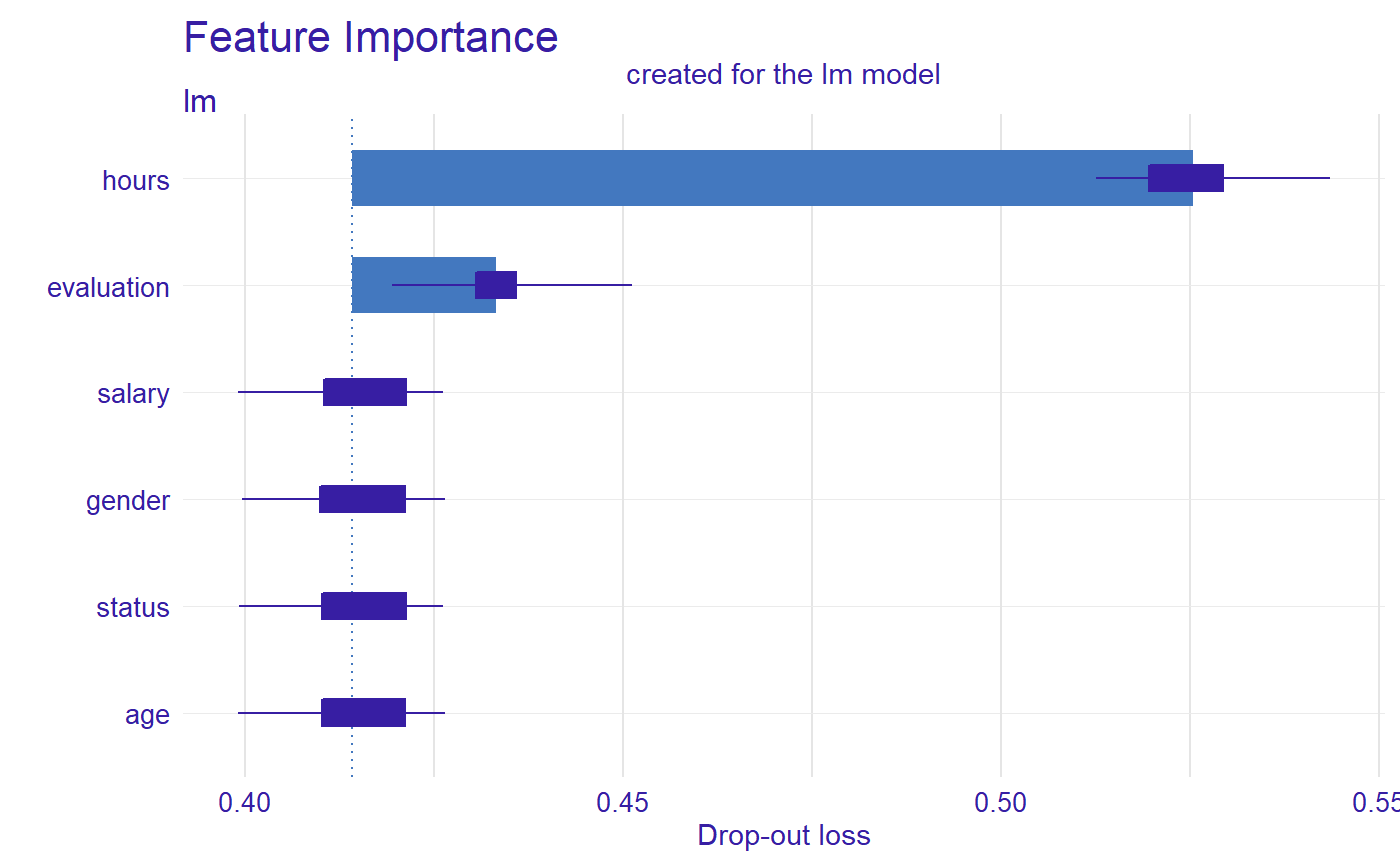 Feature Importance
created for the lm model
lm
hours
evaluation
salary
gender
status
age
0.40 0.45 0.50 0.55
Drop-out loss